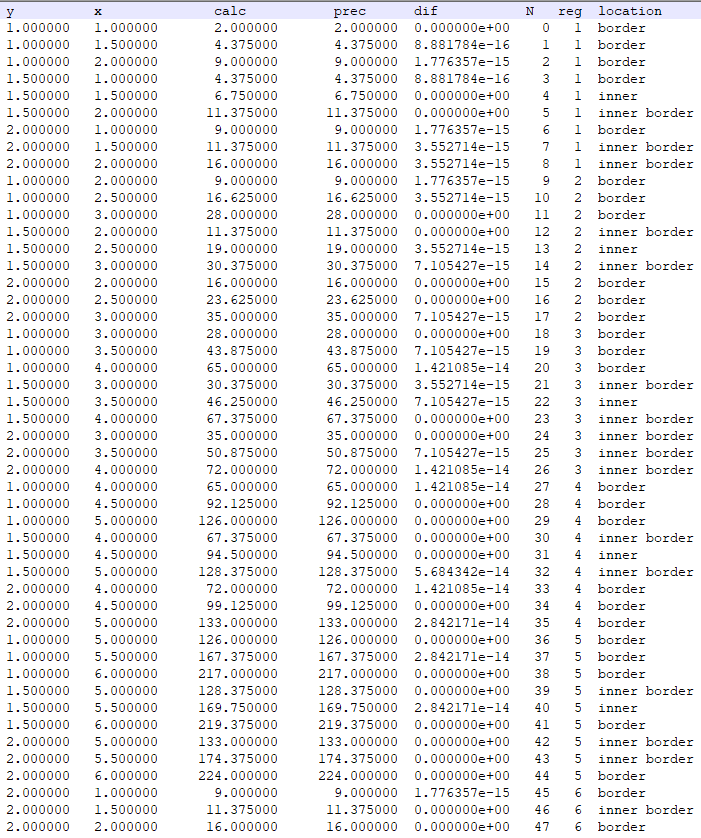 y x calc prec dif N reg location
1.000000 1.000000 2.000000 2.000000 0.000000e+00 0 1 border
1.000000 1.500000 4.375000 4.375000 8.881784e-16 1 1 border
1.000000 2.000000 9.000000 9.000000 1.776357e-15 2 1 border
1.500000 1.000000 4.375000 4.375000 8.881784e-16 3 1 border
1.500000 1.500000 6.750000 6.750000 0.000000e+00 4 1 inner
1.500000 2.000000 11.375000 11.375000 0.000000e+00 5 1 inner border
2.000000 1.000000 9.000000 9.000000 1.776357e-15 6 1 border
2.000000 1.500000 11.375000 11.375000 3.552714e-15 7 1 inner border
2.000000 2.000000 16.000000 16.000000 3.552714e-15 8 1 inner border
1.000000 2.000000 9.000000 9.000000 1.776357e-15 9 2 border
1.000000 2.500000 16.625000 16.625000 3.552714e-15 10 2 border
1.000000 3.000000 28.000000 28.000000 0.000000e+00 11 2 border
1.500000 2.000000 11.375000 11.375000 0.000000e+00 12 2 inner border
1.500000 2.500000 19.000000 19.000000 3.552714e-15 13 2 inner
1.500000 3.000000 30.375000 30.375000 7.105427e-15 14 2 inner border
2.000000 2.000000 16.000000 16.000000 0.000000e+00 15 2 border
2.000000 2.500000 23.625000 23.625000 0.000000e+00 16 2 border
2.000000 3.000000 35.000000 35.000000 7.105427e-15 17 2 border
1.000000 3.000000 28.000000 28.000000 0.000000e+00 18 3 border
1.000000 3.500000 43.875000 43.875000 7.105427e-15 19 3 border
1.000000 4.000000 65.000000 65.000000 1.421085e-14 20 3 border
1.500000 3.000000 30.375000 30.375000 3.552714e-15 21 3 inner border
1.500000 3.500000 46.250000 46.250000 7.105427e-15 22 3 inner
1.500000 4.000000 67.375000 67.375000 0.000000e+00 23 3 inner border
2.000000 3.000000 35.000000 35.000000 0.000000e+00 24 3 inner border
2.000000 3.500000 50.875000 50.875000 7.105427e-15 25 3 inner border
2.000000 4.000000 72.000000 72.000000 1.421085e-14 26 3 inner border
1.000000 4.000000 65.000000 65.000000 1.421085e-14 27 4 border
1.000000 4.500000 92.125000 92.125000 0.000000e+00 28 4 border
1.000000 5.000000 126.000000 126.000000 0.000000e+00 29 4 border
1.500000 4.000000 67.375000 67.375000 0.000000e+00 30 4 inner border
1.500000 4.500000 94.500000 94.500000 0.000000e+00 31 4 inner
1.500000 5.000000 128.375000 128.375000 5.684342e-14 32 4 inner border
2.000000 4.000000 72.000000 72.000000 1.421085e-14 33 4 border
2.000000 4.500000 99.125000 99.125000 0.000000e+00 34 4 border
2.000000 5.000000 133.000000 133.000000 2.842171e-14 35 4 border
1.000000 5.000000 126.000000 126.000000 0.000000e+00 36 5 border
1.000000 5.500000 167.375000 167.375000 2.842171e-14 37 5 border
1.000000 6.000000 217.000000 217.000000 0.000000e+00 38 5 border
1.500000 5.000000 128.375000 128.375000 0.000000e+00 39 5 inner border
1.500000 5.500000 169.750000 169.750000 2.842171e-14 40 5 inner
1.500000 6.000000 219.375000 219.375000 0.000000e+00 41 5 border
2.000000 5.000000 133.000000 133.000000 0.000000e+00 42 5 inner border
2.000000 5.500000 174.375000 174.375000 0.000000e+00 43 5 inner border
2.000000 6.000000 224.000000 224.000000 0.000000e+00 44 5 border
2.000000 1.000000 9.000000 9.000000 1.776357e-15 45 6 border
2.000000 1.500000 11.375000 11.375000 0.000000e+00 46 6 inner border
2.000000 2.000000 16.000000 16.000000 0.000000e+00 47 6 border